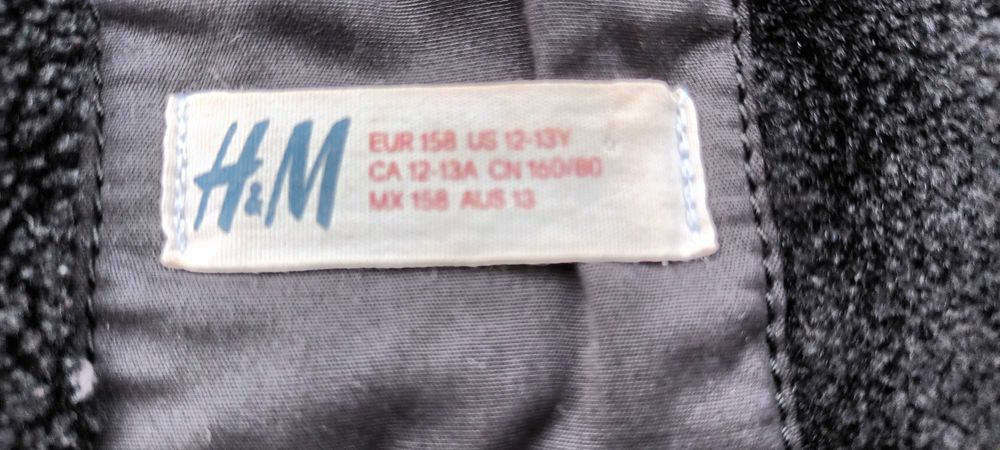 H&M
EUR 158 US 12-13Y
CA 12-13A CN 160/80
MX 158 AUS 13